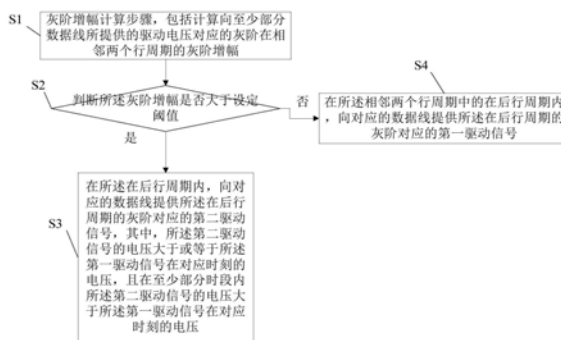 S1
灰阶增幅计算步骤，包括计算向至少部分
数据线所提供的驱动电压对应的灰阶在相
邻两个行周期的灰阶增幅
S2
判断所述灰阶增幅是否大于设定
阈值
否
是
S4
在所述相邻两个行周期中的在后行周期内
，向对应的数据线提供所述在后行周期的
灰阶对应的第一驱动信号
S3
在所述在后行周期内，向对
应的数据线提供所述在后行
周期的灰阶对应的第二驱动
信号，其中，所述第二驱动
信号的电压大于或等于所述
第一驱动信号在对应时刻的
电压，且在至少部分时段内
所述第二驱动信号的电压大
于所述第一驱动信号在对应
时刻的电压